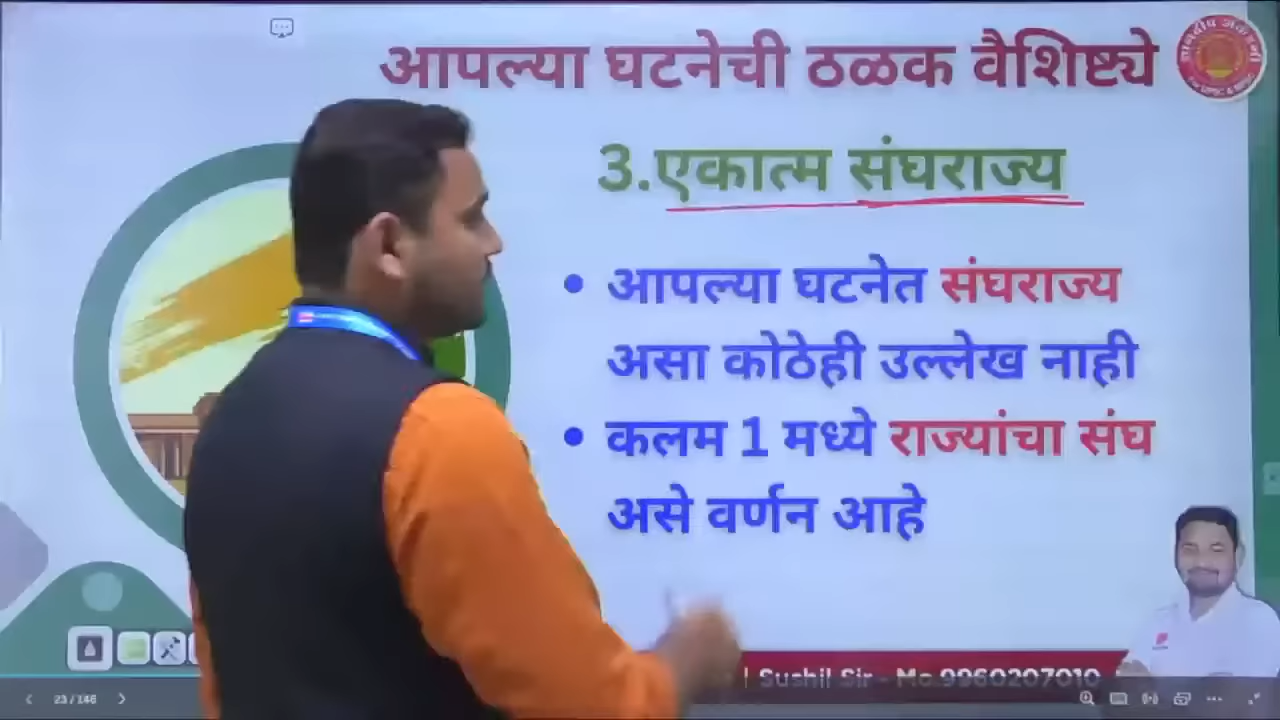 आपल्या घटनेची ठळक वैशिष्ट्ये
3.एकात्म संघराज्य
• आपल्या घटनेत संघराज्य
असा कोठेही उल्लेख नाही
• कलम 1 मध्ये राज्यांचा संघ
असे वर्णन आहे
| Sushil Sir - Mo.9960207010
23 / 146